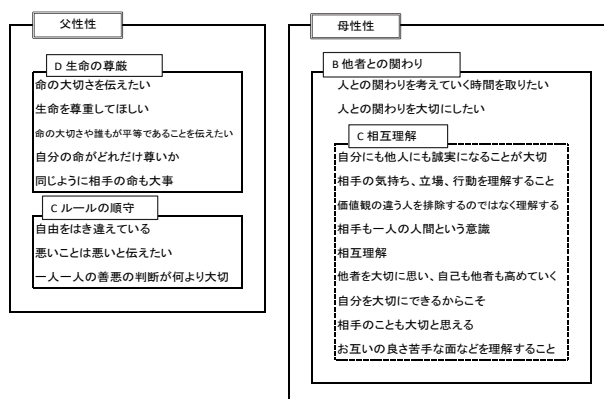 父性性
D 生命の尊厳
命の大切さを伝えたい
生命を尊重してほしい
命の大切さや誰もが平等であることを伝えたい
自分の命がどれだけ尊いか
同じように相手の命も大事
C ルールの順守
自由をはき違えている
悪いことは悪いと伝えたい
一人一人の善悪の判断が何より大切
母性性
B 他者との関わり
人との関わりを考えていく時間を取りたい
人との関わりを大切にしたい
C 相互理解
自分にも他人にも誠実になることが大切
相手の気持ち、立場、行動を理解すること
価値観の違う人を排除するのではなく理解する
相手も一人の人間という意識
相互理解
他者を大切に思い、自己も他者も高めていく
自分を大切にできるからこそ
相手のことも大切と思える
お互いの良さ苦手な面などを理解すること